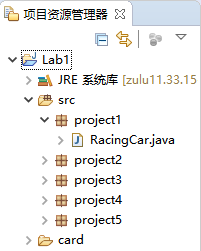 项目资源管理器
Lab1
JRE 系统库 [zulu11.33.15
src
project1
RacingCar.java
project2
project3
project4
project5
card